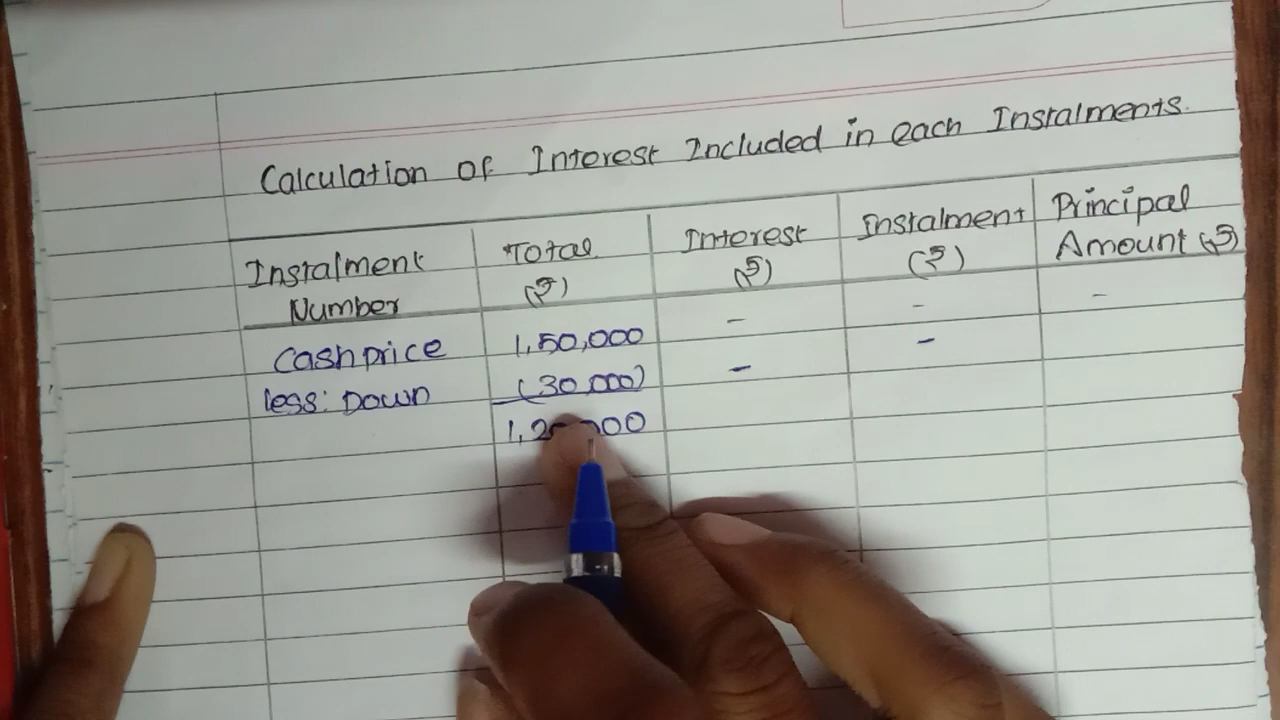 Calculation of Interest Included in each Instalments.
Instalment Number Total (₹) Interest (₹) Instalment (₹) Principal Amount (₹)
Cash price 1,50,000 - - -
less: Down (30,000) - -